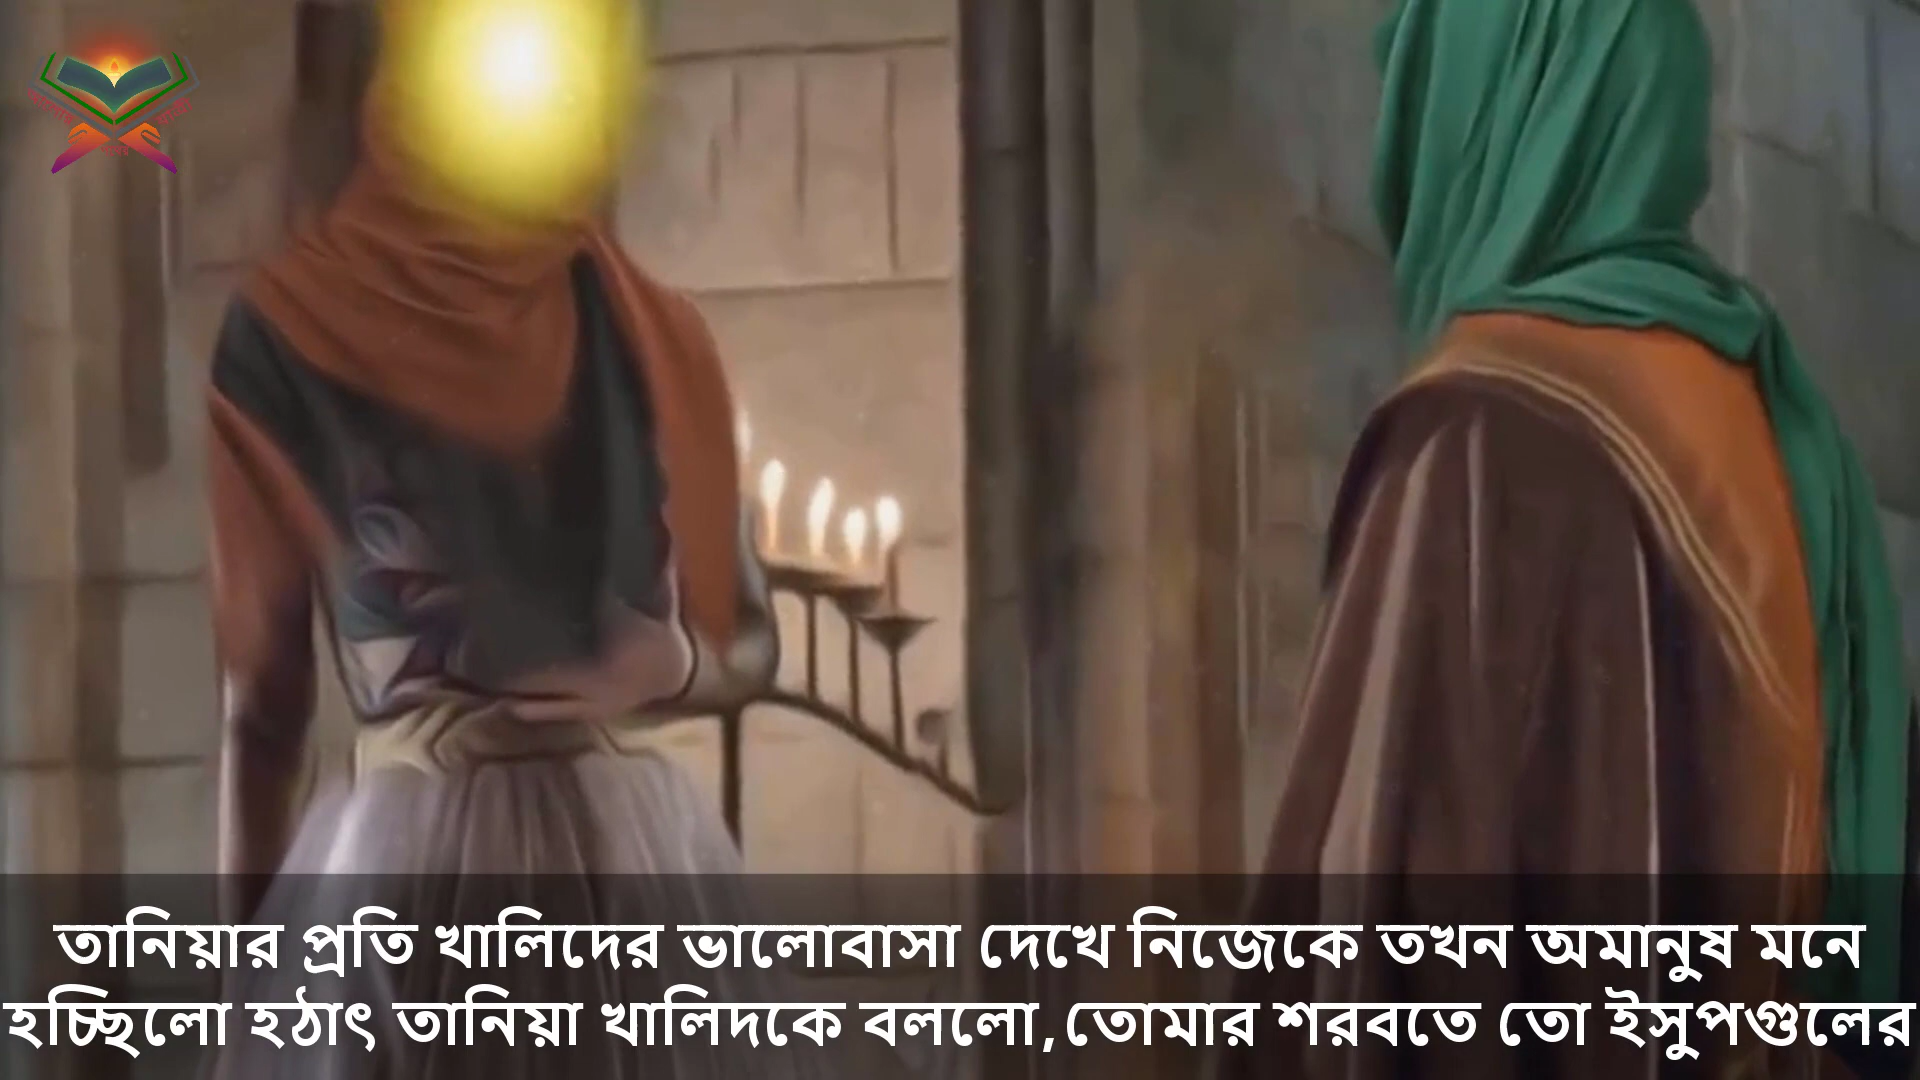 তানিয়ার প্রতি খালিদের ভালোবাসা দেখে নিজেকে তখন অমানুষ মনে
হচ্ছিলো হঠাৎ তানিয়া খালিদকে বললো,তোমার শরবতে তো ইসুপগুলের